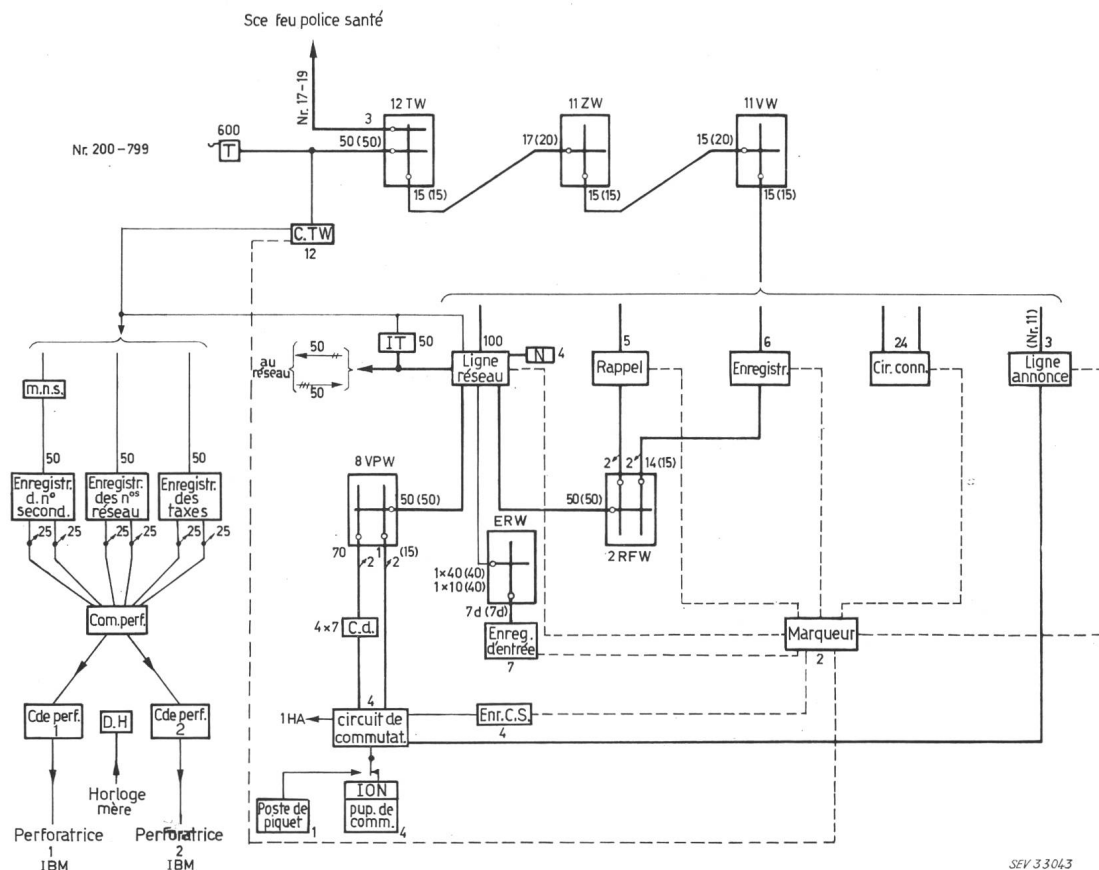 Sce feu police santé
Nr. 17-19
12 TW
11 ZW
11 VW
3
50 (50)
17(20)
15(20)
600
T
Nr. 200-799
15 (15)
15(15)
15(15)
C.TW
12
IT
50
100
N
4
5
6
24
(Nr. 11)
3
au réseau
50
50
Ligne réseau
Rappel
Enregistr.
Cir. conn.
Ligne annonce
m.n.s.
50
50
50
Enregistr. d. n° second.
Enregistr. des nos réseau
Enregistr. des taxes
25
25
25
25
25
25
8 VPW
50(50)
70
1
(15)
2
2
2
2
14(15)
50(50)
2 RFW
ERW
1×40(40)
1×10(40)
7d (7d)
Enreg. d'entrée
7
Com.perf.
4×7
C.d.
Marqueur
2
Cde perf. 1
D.H
Cde perf. 2
1HA
4
circuit de commutat.
Enr.C.S.
4
Horloge mère
ION
pup. de comm.
4
Poste de piquet
1
Perforatrice
1
IBM
Perforatrice
2
IBM
SEV 33043